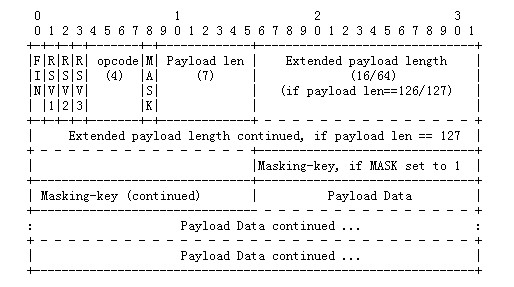 0                   1                   2                   3
0 1 2 3 4 5 6 7 8 9 0 1 2 3 4 5 6 7 8 9 0 1 2 3 4 5 6 7 8 9 0 1
+-+-+-+-+-------+-+-------------+-------------------------------+
|F|R|R|R| opcode|M| Payload len |    Extended payload length    |
|I|S|S|S|  (4)  |A|     (7)     |            (16/64)            |
|N|V|V|V|       |S|             |   (if payload len==126/127)   |
| |1|2|3|       |K|             |                               |
+-+-+-+-+-------+-+-------------+ - - - - - - - - - - - - - - - +
|     Extended payload length continued, if payload len == 127  |
+ - - - - - - - - - - - - - - - +-------------------------------+
|                               |Masking-key, if MASK set to 1  |
+-------------------------------+-------------------------------+
| Masking-key (continued)       |          Payload Data         |
+-------------------------------- - - - - - - - - - - - - - - - +
:                     Payload Data continued ...                :
+ - - - - - - - - - - - - - - - - - - - - - - - - - - - - - - - +
|                     Payload Data continued ...                |
+---------------------------------------------------------------+